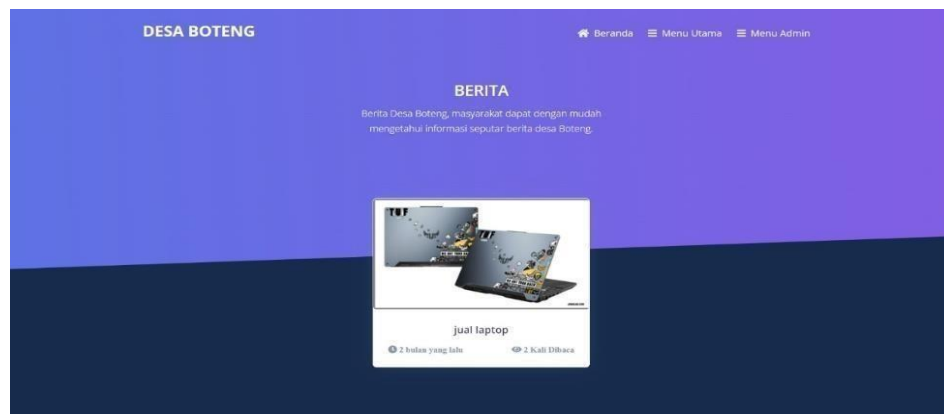 DESA BOTENG
Beranda
Menu Utama
Menu Admin
BERITA
Berita Desa Boteng, masyarakat dapat dengan mudah
mengetahui informasi seputar berita desa Boteng.
TUF
jual laptop
2 bulan yang lalu
2 Kali Dibaca